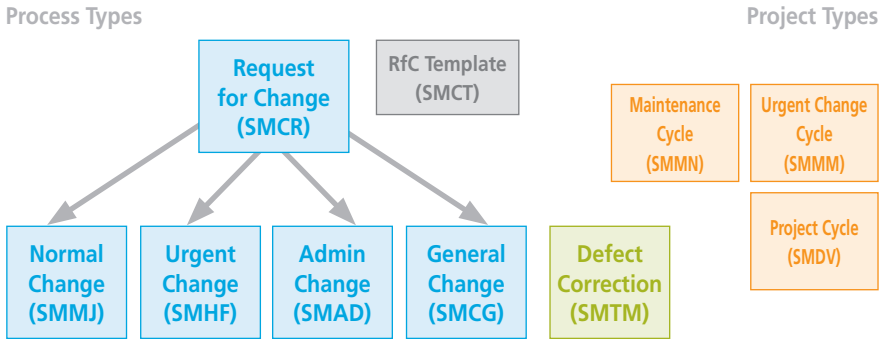 Process Types
Project Types
Request
for Change
(SMCR)
RfC Template
(SMCT)
Maintenance
Cycle
(SMMN)
Urgent Change
Cycle
(SMMM)
Project Cycle
(SMDV)
Normal
Change
(SMMJ)
Urgent
Change
(SMHF)
Admin
Change
(SMAD)
General
Change
(SMCG)
Defect
Correction
(SMTM)